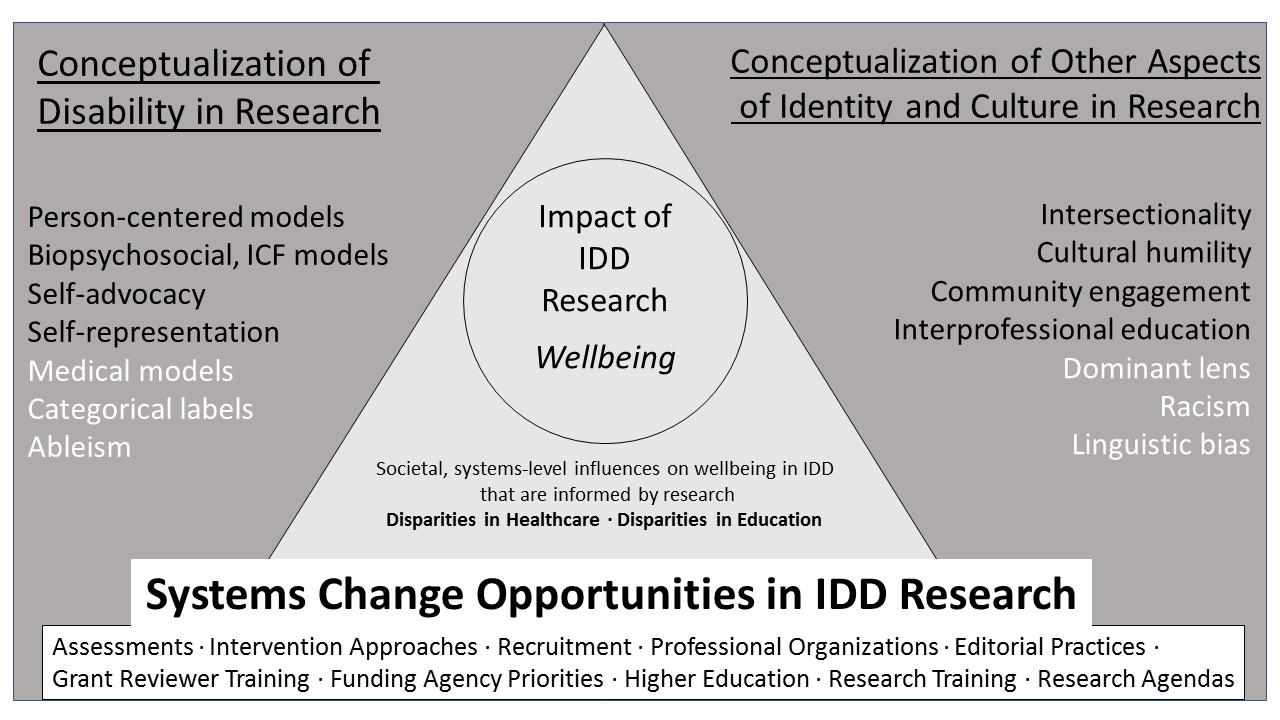 Conceptualization of
Disability in Research
Conceptualization of Other Aspects
of Identity and Culture in Research
Person-centered models
Biopsychosocial, ICF models
Self-advocacy
Self-representation
Medical models
Categorical labels
Ableism
Impact of
IDD
Research
Wellbeing
Intersectionality
Cultural humility
Community engagement
Interprofessional education
Dominant lens
Racism
Linguistic bias
Societal, systems-level influences on wellbeing in IDD
that are informed by research
Disparities in Healthcare · Disparities in Education
Systems Change Opportunities in IDD Research
Assessments · Intervention Approaches · Recruitment · Professional Organizations · Editorial Practices ·
Grant Reviewer Training · Funding Agency Priorities · Higher Education · Research Training · Research Agendas